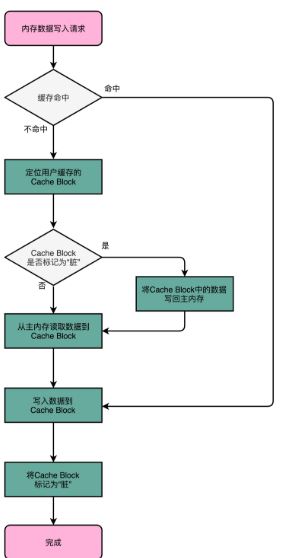 内存数据写入请求
命中
缓存命中
不命中
定位用户缓存的
Cache Block
是
Cache Block
是否标记为“脏”
否
将Cache Block中的数据
写回主内存
从主内存读取数据到
Cache Block
写入数据到
Cache Block
将Cache Block
标记为“脏”
完成